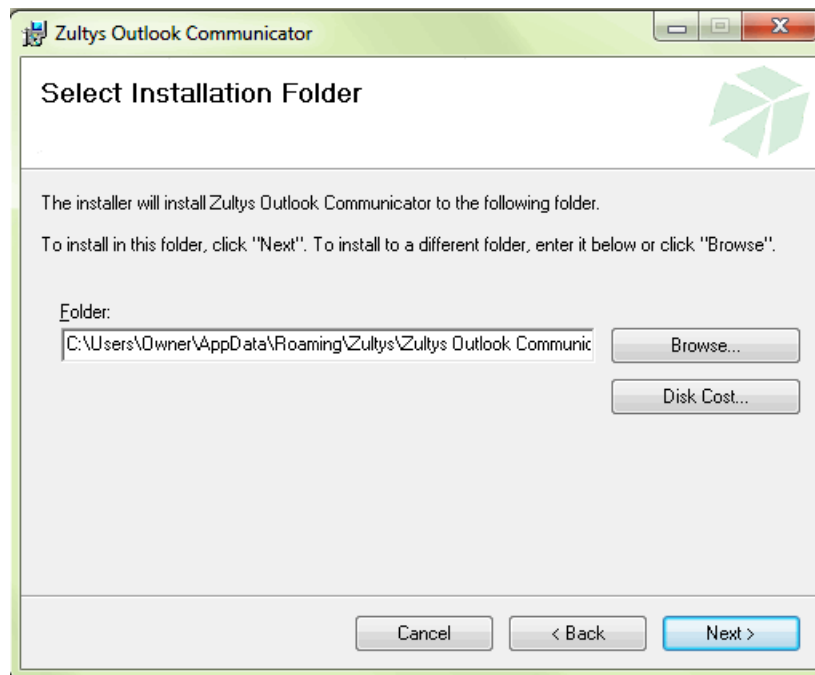 Zultys Outlook Communicator
Select Installation Folder
The installer will install Zultys Outlook Communicator to the following folder.
To install in this folder, click "Next". To install to a different folder, enter it below or click "Browse".
Folder:
C:\Users\Owner\AppData\Roaming\Zultys\Zultys Outlook Communic
Browse...
Disk Cost...
Cancel
< Back
Next >